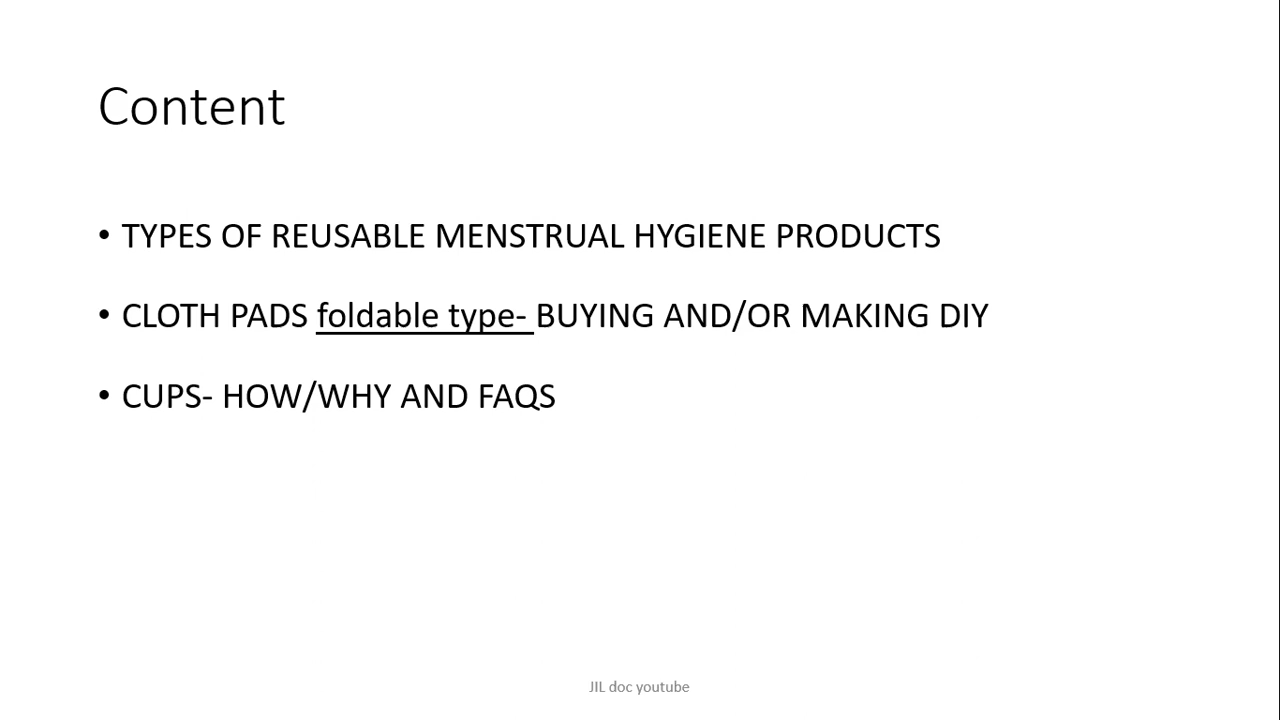 Content
• TYPES OF REUSABLE MENSTRUAL HYGIENE PRODUCTS
• CLOTH PADS foldable type- BUYING AND/OR MAKING DIY
• CUPS- HOW/WHY AND FAQS
JIL doc youtube